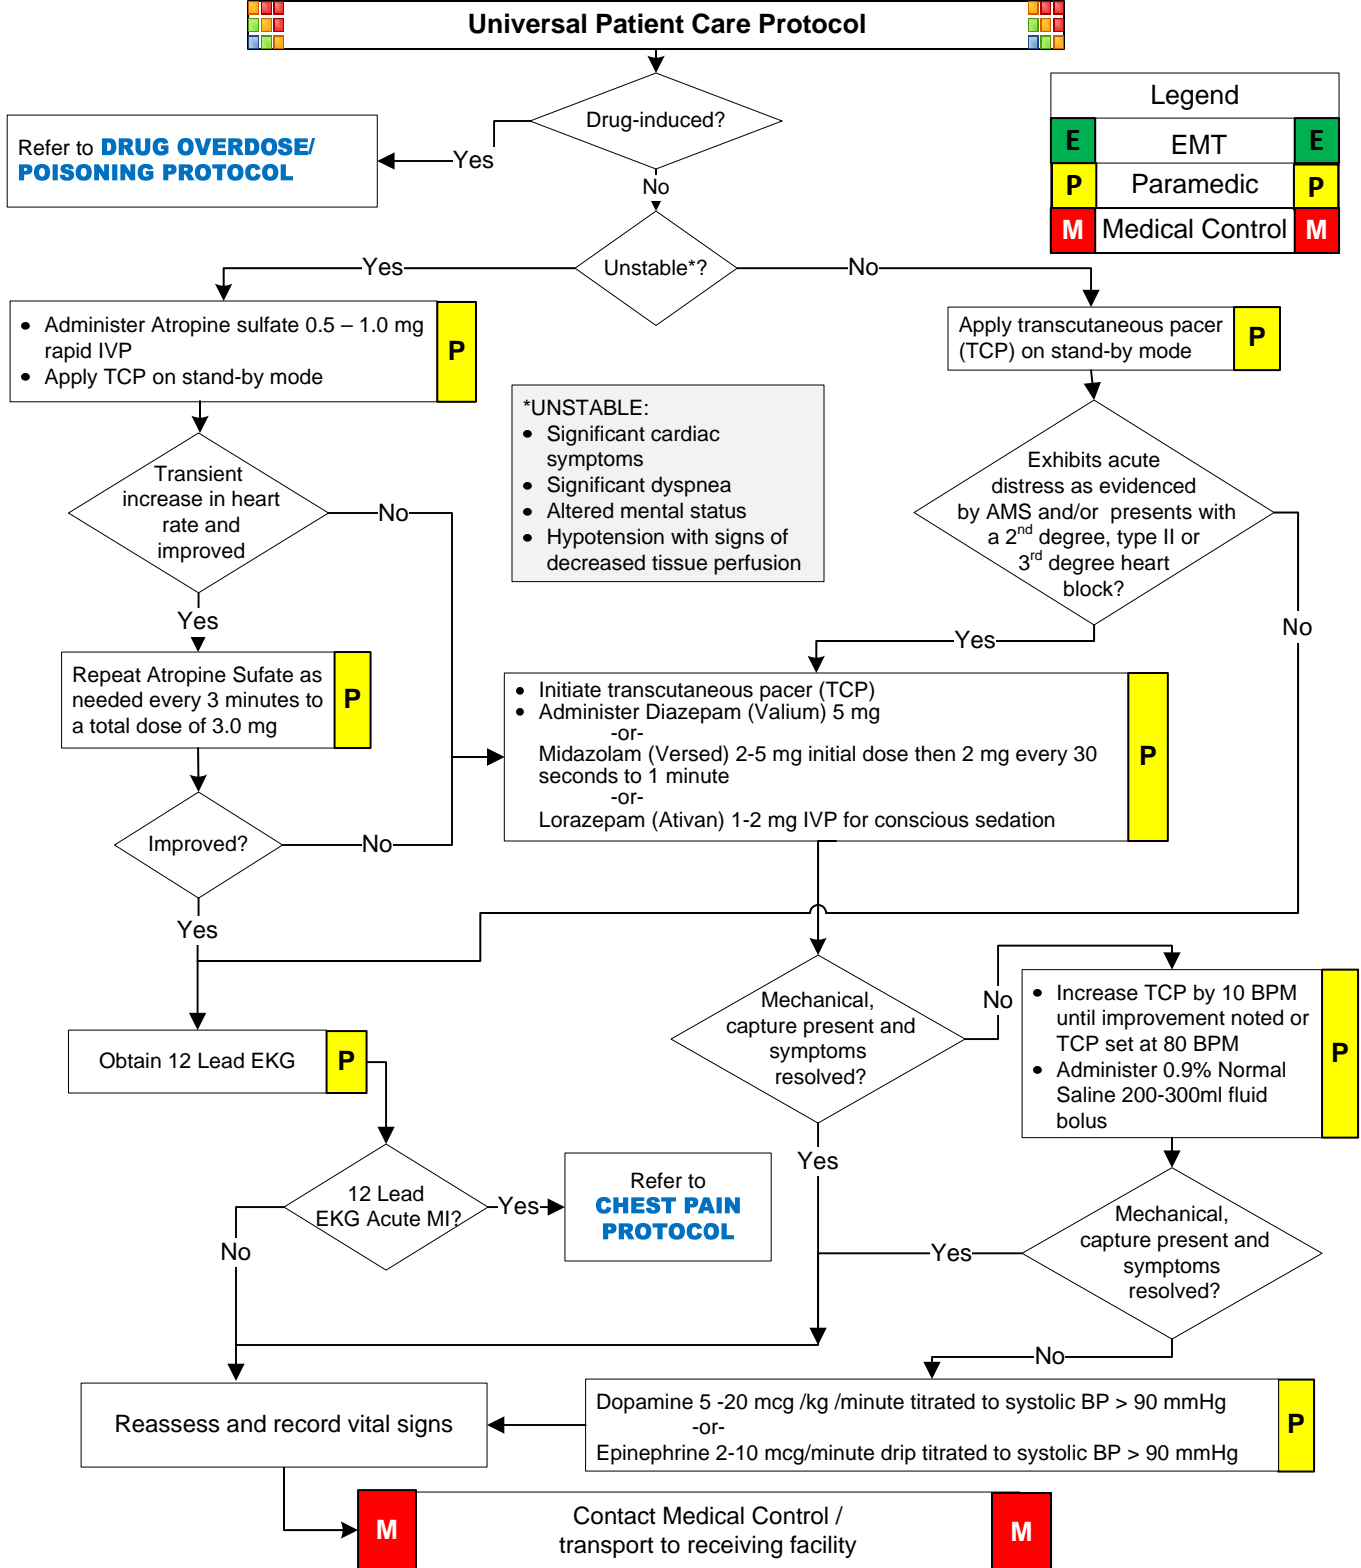 Universal Patient Care Protocol
Drug-induced?
Legend
E EMT E
P Paramedic P
M Medical Control M
Refer to DRUG OVERDOSE/
POISONING PROTOCOL
Yes
No
Unstable*?
Yes
No
• Administer Atropine sulfate 0.5 – 1.0 mg
rapid IVP
• Apply TCP on stand-by mode
P
Apply transcutaneous pacer
(TCP) on stand-by mode
P
*UNSTABLE:
• Significant cardiac
symptoms
• Significant dyspnea
• Altered mental status
• Hypotension with signs of
decreased tissue perfusion
Transient
increase in heart
rate and
improved
No
Yes
Exhibits acute
distress as evidenced
by AMS and/or presents with
a 2nd degree, type II or
3rd degree heart
block?
Yes
No
Repeat Atropine Sufate as
needed every 3 minutes to
a total dose of 3.0 mg
P
• Initiate transcutaneous pacer (TCP)
• Administer Diazepam (Valium) 5 mg
-or-
Midazolam (Versed) 2-5 mg initial dose then 2 mg every 30
seconds to 1 minute
-or-
Lorazepam (Ativan) 1-2 mg IVP for conscious sedation
P
Improved?
No
Yes
Mechanical,
capture present and
symptoms
resolved?
No
Yes
• Increase TCP by 10 BPM
until improvement noted or
TCP set at 80 BPM
• Administer 0.9% Normal
Saline 200-300ml fluid
bolus
P
Obtain 12 Lead EKG
P
12 Lead
EKG Acute MI?
Yes
No
Refer to
CHEST PAIN
PROTOCOL
Mechanical,
capture present and
symptoms
resolved?
Yes
No
Reassess and record vital signs
Dopamine 5 -20 mcg /kg /minute titrated to systolic BP > 90 mmHg
-or-
Epinephrine 2-10 mcg/minute drip titrated to systolic BP > 90 mmHg
P
M
Contact Medical Control /
transport to receiving facility
M